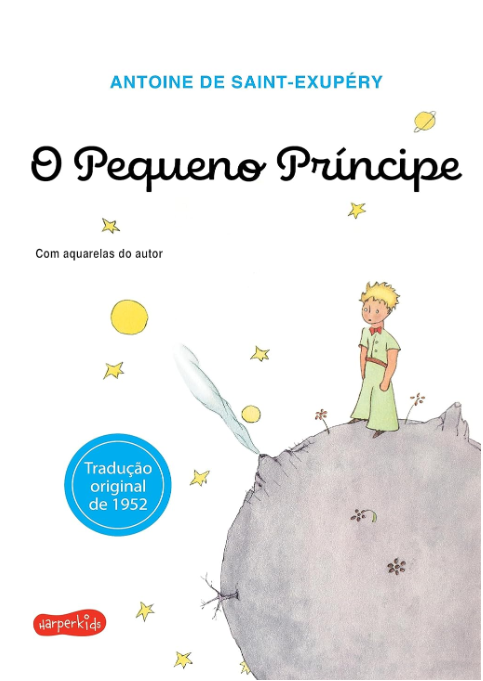 ANTOINE DE SAINT-EXUPÉRY
O Pequeno Príncipe
Com aquarelas do autor
Tradução
original
de 1952
HarperKids